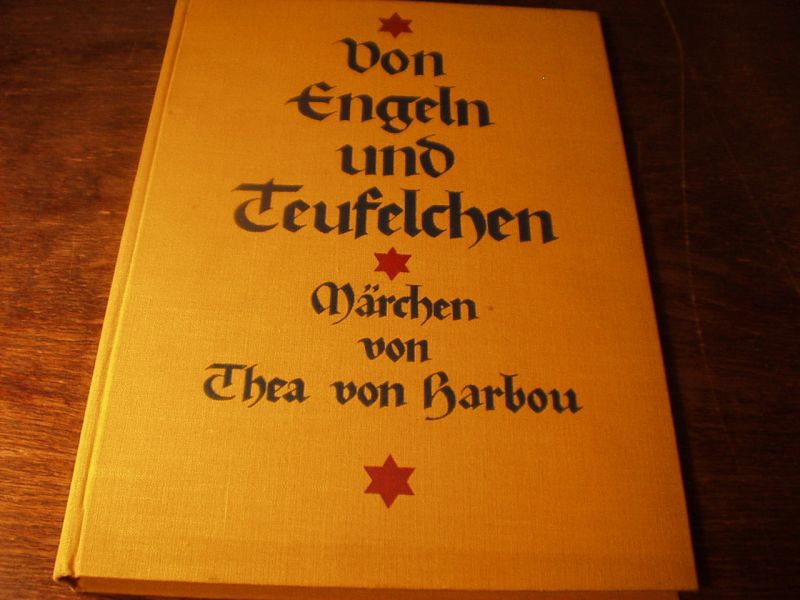 Von
Engeln
und
Teufelchen
Märchen
von
Thea von Harbou